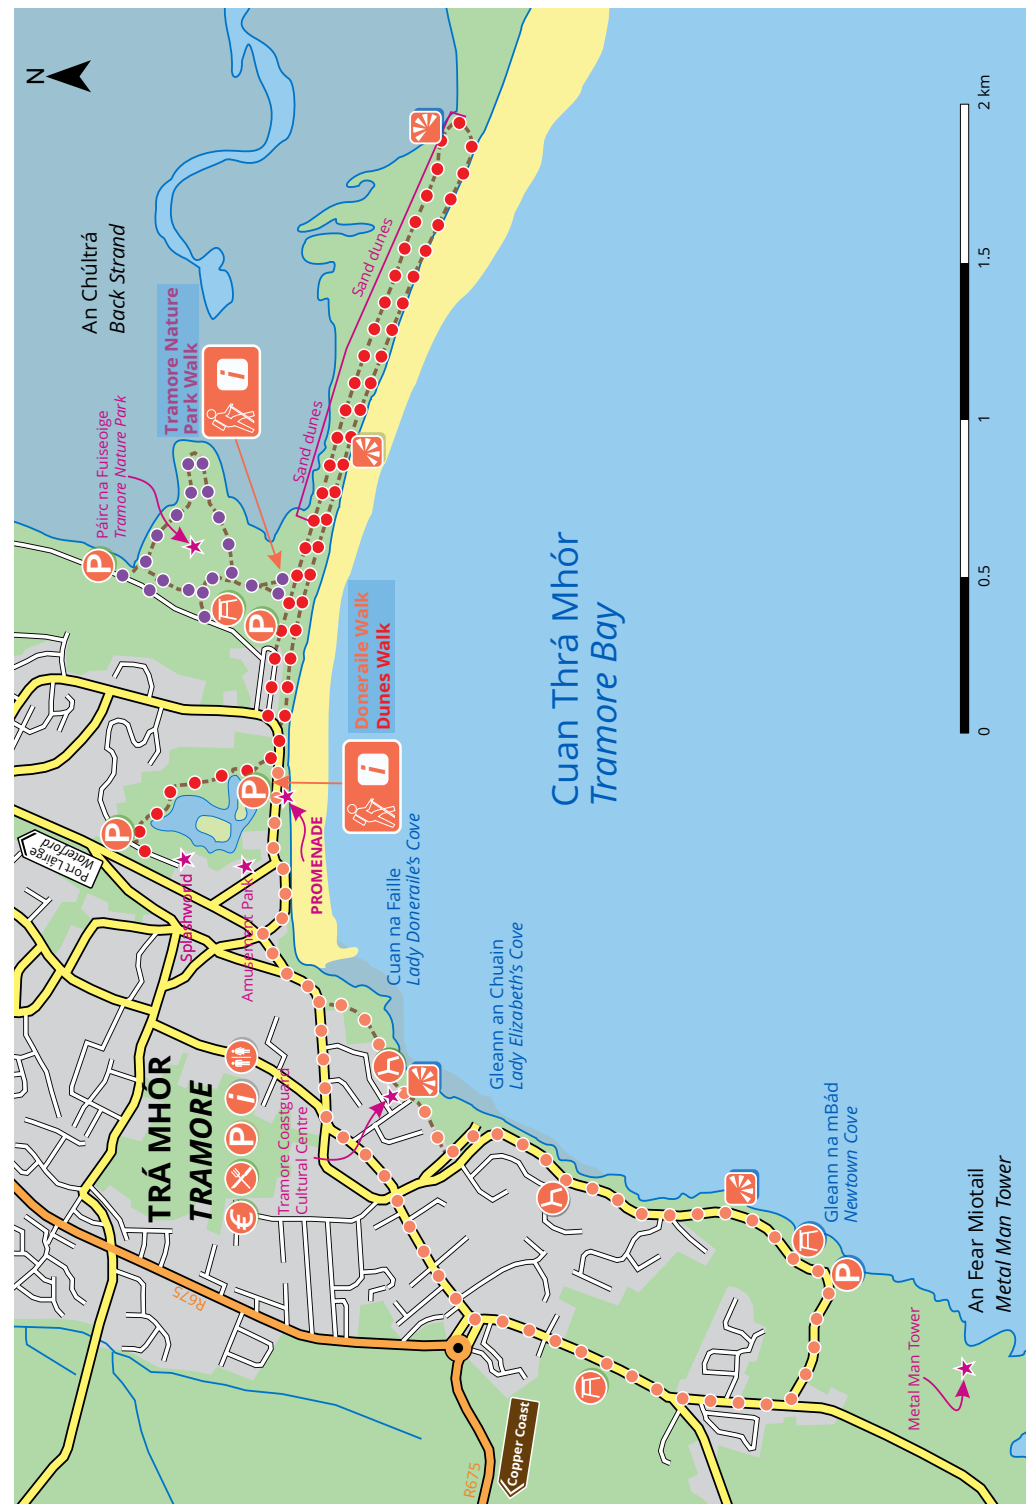 N
An Chúltrá
Back Strand
Tramore Nature
Park Walk
i
Páirc na Fuiseoige
Tramore Nature Park
Sand dunes
Sand dunes
P
P
Doneraile Walk
Dunes Walk
i
P
P
PROMENADE
Port Láirge
Waterford
Splashworld
Amusement Park
Cuan Thrá Mhór
Tramore Bay
0
0.5
1
1.5
2 km
Cuan na Faille
Lady Doneraile's Cove
Gleann an Chuain
Lady Elizabeth's Cove
TRÁ MHÓR
TRAMORE
€
P
i
Tramore Coastguard
Cultural Centre
R675
Gleann na mBád
Newtown Cove
P
An Fear Miotail
Metal Man Tower
Metal Man Tower
Copper Coast
R675